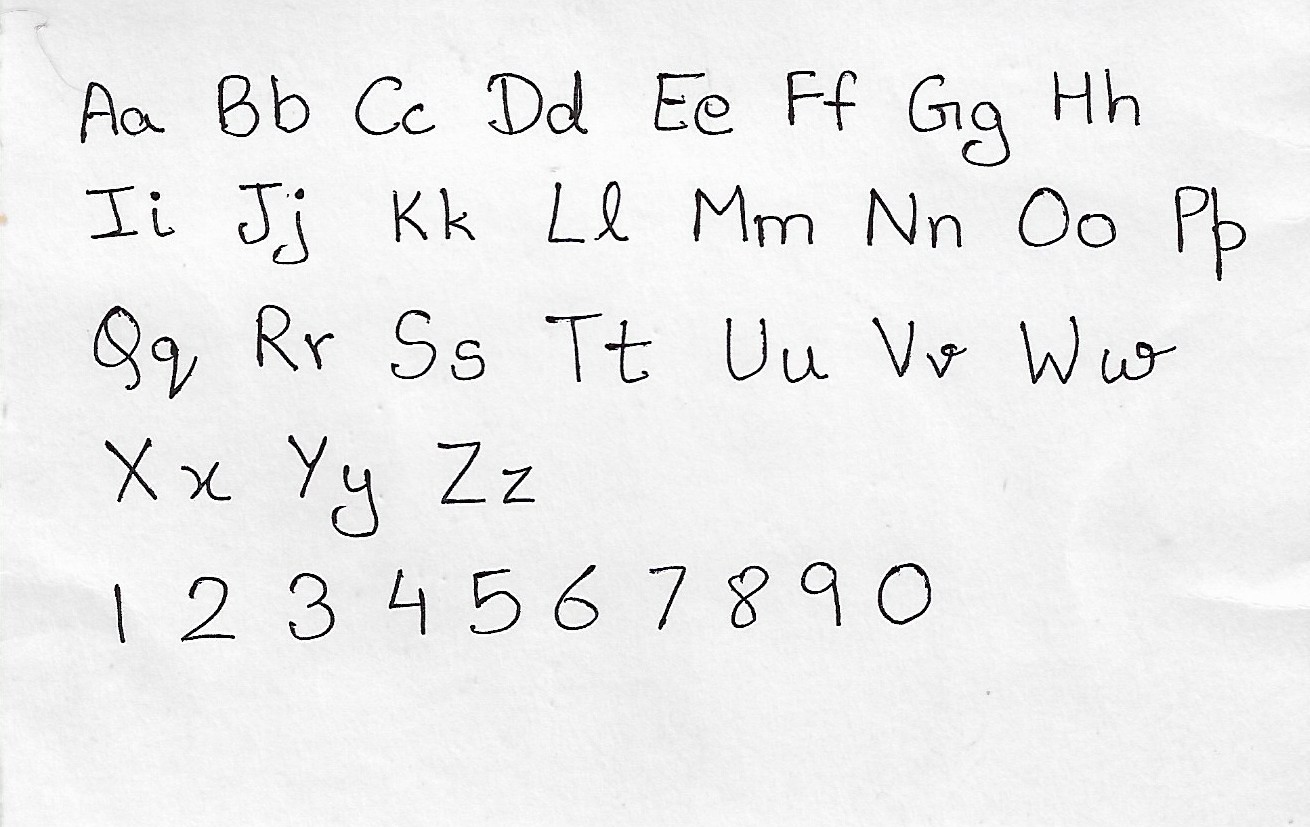 Aa Bb Cc Dd Ee Ff Gg Hh
Ii Jj Kk Ll Mm Nn Oo Pp
Qq Rr Ss Tt Uu Vv Ww
Xx Yy Zz
1 2 3 4 5 6 7 8 9 0